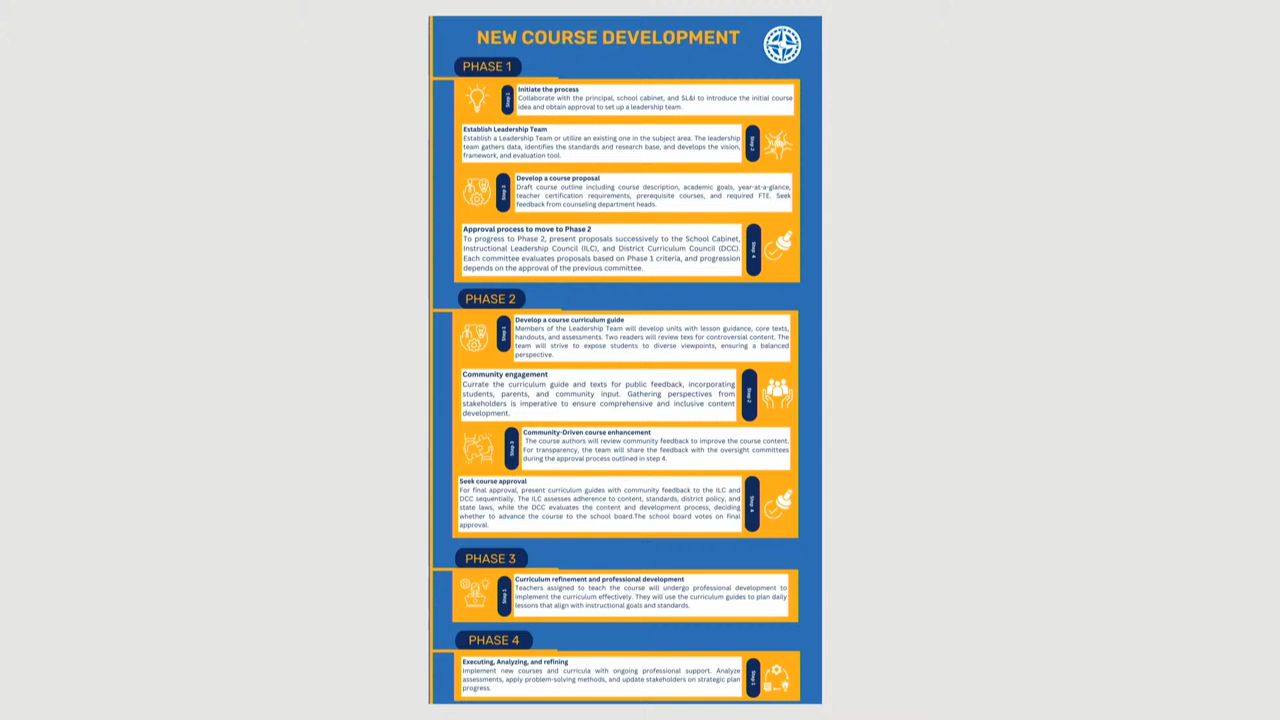 NEW COURSE DEVELOPMENT
PHASE 1
Initiate the process
Collaborate with the principal, school cabinet, and SL&I to introduce the initial course
idea and obtain approval to set up a leadership team.
Establish Leadership Team
Establish a Leadership Team or utilize an existing one in the subject area. The leadership
team gathers data, identifies the standards and research base, and develops the vision,
framework, and evaluation tool.
Step 2
Develop a course proposal
Step 3
Draft course outline including course description, academic goals, year-at-a-glance,
teacher certification requirements, prerequisite courses, and required FTE. Seek
feedback from counseling department heads.
Approval process to move to Phase 2
To progress to Phase 2, present proposals successively to the School Cabinet,
Instructional Leadership Council (ILC), and District Curriculum Council (DCC).
Each committee evaluates proposals based on Phase 1 criteria, and progression
depends on the approval of the previous committee.
Step 4
PHASE 2
Develop a course curriculum guide
Step 1
Members of the Leadership Team will develop units with lesson guidance, core texts,
handouts, and assessments. Two readers will review texs for controversial content. The
team will strive to expose students to diverse viewpoints, ensuring a balanced
perspective.
Community engagement
Currate the curriculum guide and texts for public feedback, incorporating
students, parents, and community input. Gathering perspectives from
stakeholders is imperative to ensure comprehensive and inclusive content
development.
Step 2
Community-Driven course enhancement
Step 3
The course authors will review community feedback to improve the course content.
For transparency, the team will share the feedback with the oversight committees
during the approval process outlined in step 4.
Seek course approval
For final approval, present curriculum guides with community feedback to the ILC and
DCC sequentially. The ILC assesses adherence to content, standards, district policy, and
state laws, while the DCC evaluates the content and development process, deciding
whether to advance the course to the school board.The school board votes on final
approval.
Step 4
PHASE 3
Curriculum refinement and professional development
Step 1
Teachers assigned to teach the course will undergo professional development to
implement the curriculum effectively. They will use the curriculum guides to plan daily
lessons that align with instructional goals and standards.
PHASE 4
Executing, Analyzing, and refining
Implement new courses and curricula with ongoing professional support. Analyze
assessments, apply problem-solving methods, and update stakeholders on strategic plan
progress.
Step 1